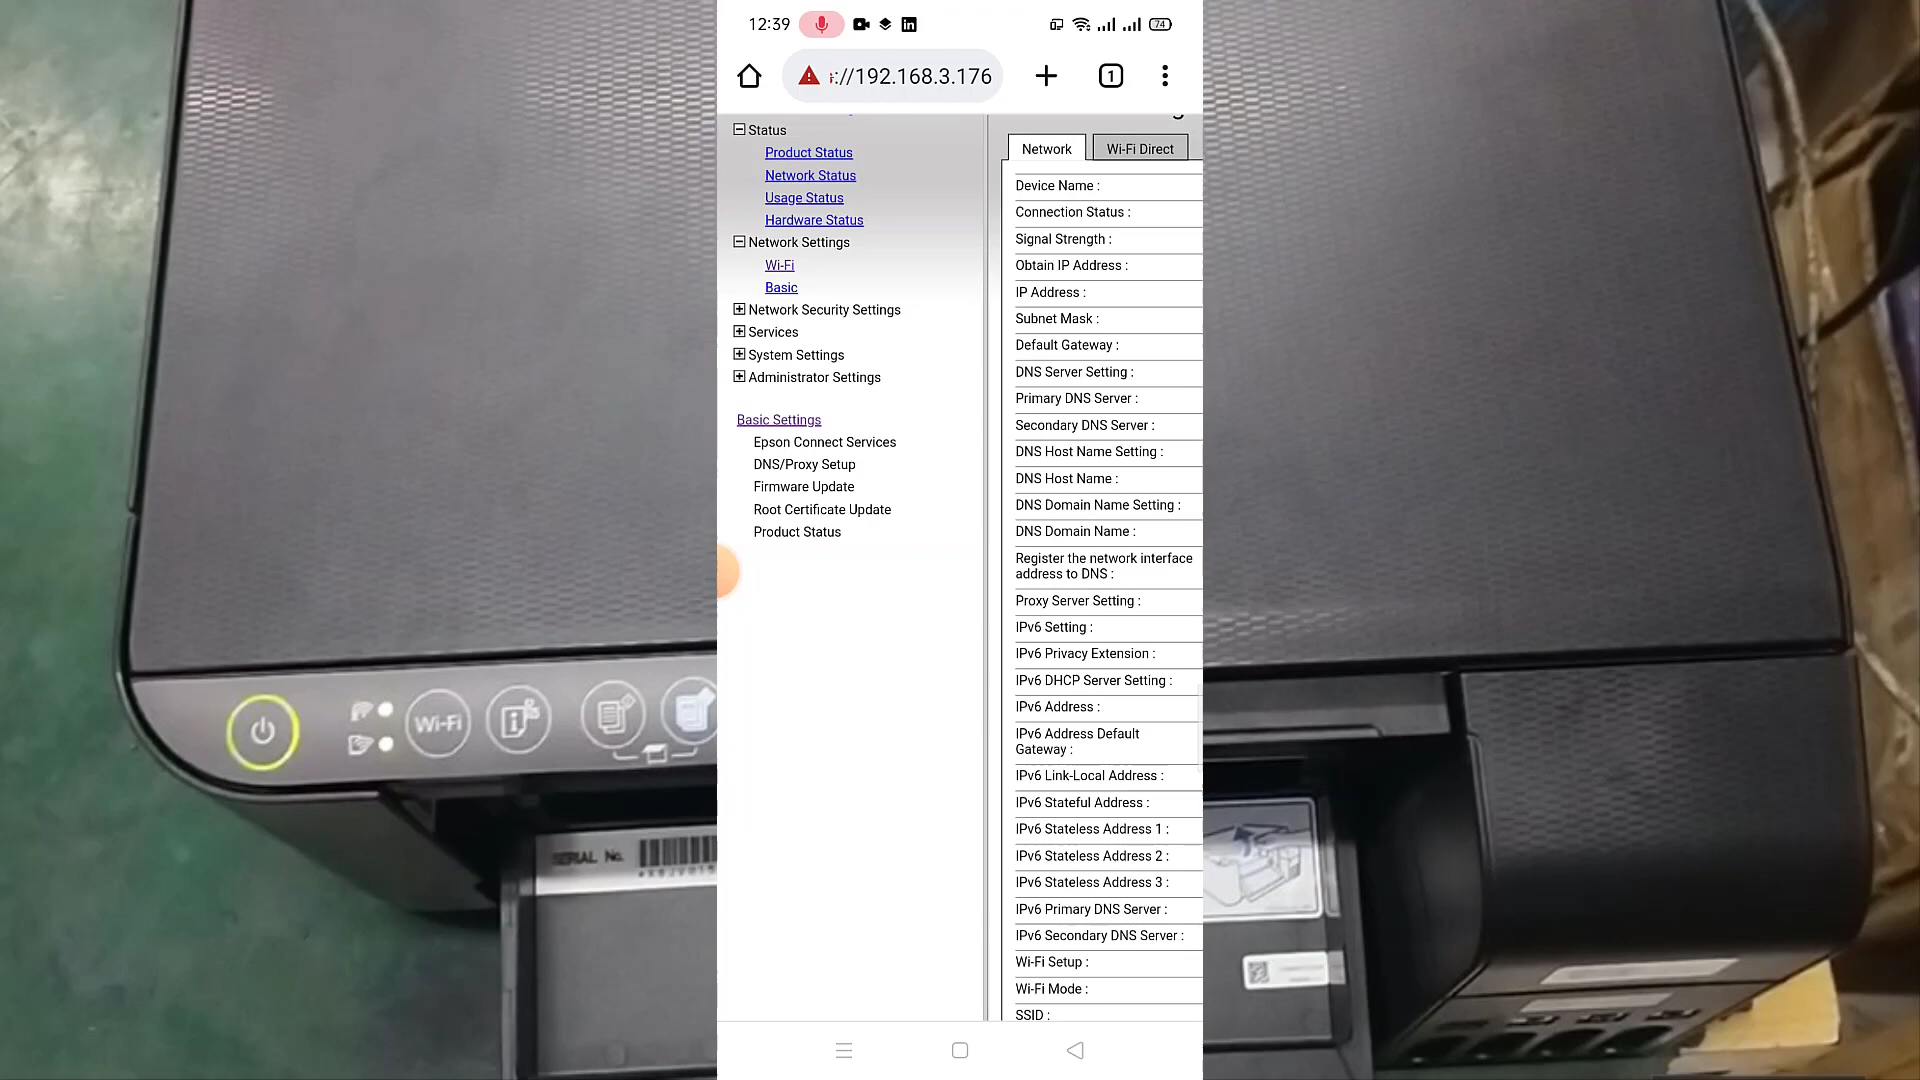 12:39
74
://192.168.3.176
1
Status
Product Status
Network Status
Usage Status
Hardware Status
Network Settings
Wi-Fi
Basic
Network Security Settings
Services
System Settings
Administrator Settings
Basic Settings
Epson Connect Services
DNS/Proxy Setup
Firmware Update
Root Certificate Update
Product Status
Network
Wi-Fi Direct
Device Name :
Connection Status :
Signal Strength :
Obtain IP Address :
IP Address :
Subnet Mask :
Default Gateway :
DNS Server Setting :
Primary DNS Server :
Secondary DNS Server :
DNS Host Name Setting :
DNS Host Name :
DNS Domain Name Setting :
DNS Domain Name :
Register the network interface
address to DNS :
Proxy Server Setting :
IPv6 Setting :
IPv6 Privacy Extension :
IPv6 DHCP Server Setting :
IPv6 Address :
IPv6 Address Default
Gateway :
IPv6 Link-Local Address :
IPv6 Stateful Address :
IPv6 Stateless Address 1 :
IPv6 Stateless Address 2 :
IPv6 Stateless Address 3 :
IPv6 Primary DNS Server :
IPv6 Secondary DNS Server :
Wi-Fi Setup :
Wi-Fi Mode :
SSID :
Wi-Fi
SERIAL No.